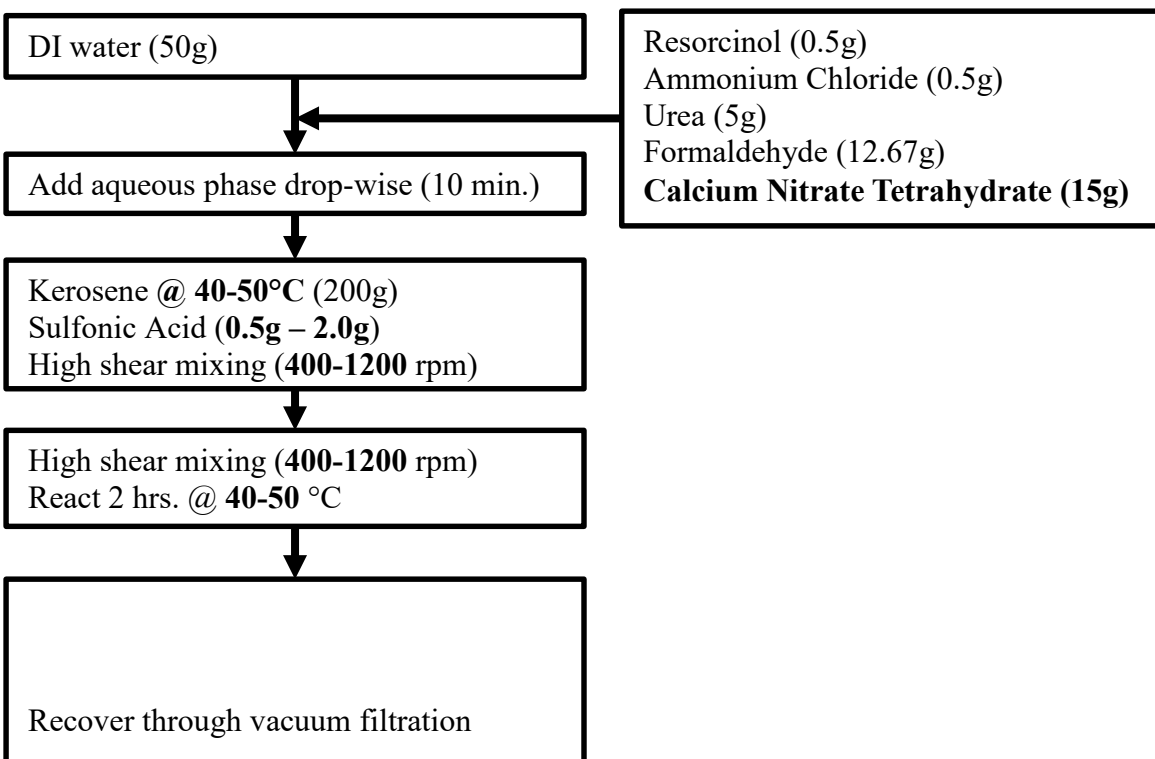 DI water (50g)
Resorcinol (0.5g)
Ammonium Chloride (0.5g)
Urea (5g)
Formaldehyde (12.67g)
Calcium Nitrate Tetrahydrate (15g)
Add aqueous phase drop-wise (10 min.)
Kerosene @ 40-50°C (200g)
Sulfonic Acid (0.5g – 2.0g)
High shear mixing (400-1200 rpm)
High shear mixing (400-1200 rpm)
React 2 hrs. @ 40-50 °C
Recover through vacuum filtration